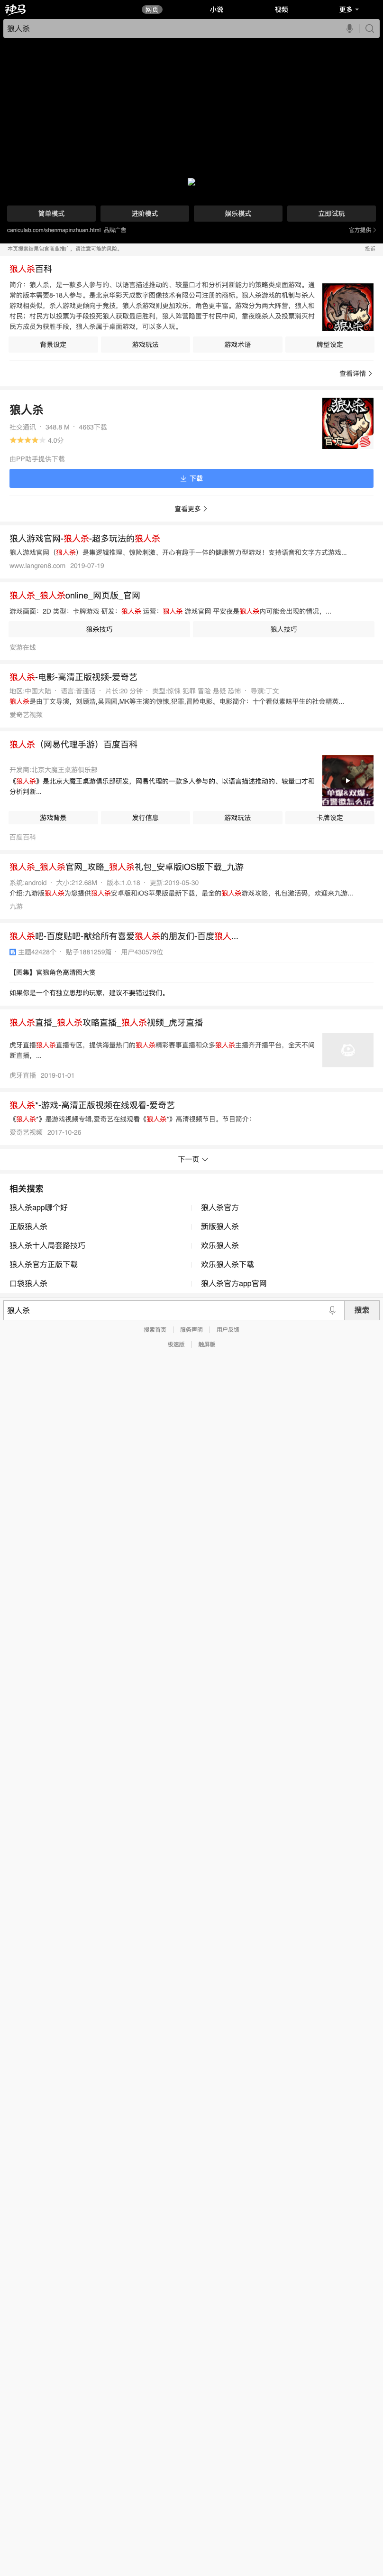 神马
网页 小说 视频 更多
狼人杀
简单模式 进阶模式 娱乐模式 立即试玩
caniculab.com/shenmapinzhuan.html 品牌广告 官方提供
本页搜索结果包含商业推广，请注意可能的风险。 投诉
狼人杀百科
简介：狼人杀，是一款多人参与的、以语言描述推动的、较量口才和分析判断能力的策略类桌面游戏。通
常的版本需要8-18人参与。是北京华彩天成数字图像技术有限公司注册的商标。狼人杀游戏的机制与杀人
游戏相类似，杀人游戏更倾向于竞技，狼人杀游戏则更加欢乐，角色更丰富。游戏分为两大阵营，狼人和
村民；村民方以投票为手段投死狼人获取最后胜利，狼人阵营隐匿于村民中间，靠夜晚杀人及投票消灭村
民方成员为获胜手段，狼人杀属于桌面游戏，可以多人玩。
狼人杀
背景设定 游戏玩法 游戏术语 牌型设定
查看详情
狼人杀
社交通讯 · 348.8 M · 4663下载
4.0分
由PP助手提供下载
狼人杀
官方
下载
查看更多
狼人游戏官网-狼人杀-超多玩法的狼人杀
狼人游戏官网（狼人杀）是集逻辑推理、惊险刺激、开心有趣于一体的健康智力型游戏！支持语音和文字方式游戏...
www.langren8.com 2019-07-19
狼人杀_狼人杀online_网页版_官网
游戏画面：2D 类型：卡牌游戏 研发：狼人杀 运营：狼人杀 游戏官网 平安夜是狼人杀内可能会出现的情况，...
狼杀技巧 狼人技巧
安游在线
狼人杀-电影-高清正版视频-爱奇艺
地区:中国大陆 · 语言:普通话 · 片长:20 分钟 · 类型:惊悚 犯罪 冒险 悬疑 恐怖 · 导演:丁文
狼人杀是由丁文导演，刘顾浩,吴园园,MK等主演的惊悚,犯罪,冒险电影。电影简介：十个看似素昧平生的社会精英...
爱奇艺视频
狼人杀（网易代理手游）百度百科
开发商:北京大魔王桌游俱乐部
《狼人杀》是北京大魔王桌游俱乐部研发，网易代理的一款多人参与的、以语言描述推动的、较量口才和
分析判断...
单爆&双爆
游戏背景 发行信息 游戏玩法 卡牌设定
百度百科
狼人杀_狼人杀官网_攻略_狼人杀礼包_安卓版iOS版下载_九游
系统:android · 大小:212.68M · 版本:1.0.18 · 更新:2019-05-30
介绍:九游版狼人杀为您提供狼人杀安卓版和iOS苹果版最新下载，最全的狼人杀游戏攻略，礼包激活码，欢迎来九游...
九游
狼人杀吧-百度贴吧-献给所有喜爱狼人杀的朋友们-百度狼人...
主题42428个 · 贴子1881259篇 · 用户430579位
【图集】官狼角色高清图大赏
如果你是一个有独立思想的玩家，建议不要错过我们。
狼人杀直播_狼人杀攻略直播_狼人杀视频_虎牙直播
虎牙直播狼人杀直播专区，提供海量热门的狼人杀精彩赛事直播和众多狼人杀主播齐开播平台，全天不间
断直播，...
虎牙直播 2019-01-01
狼人杀*-游戏-高清正版视频在线观看-爱奇艺
《狼人杀*》是游戏视频专辑,爱奇艺在线观看《狼人杀*》高清视频节目。节目简介：
爱奇艺视频 2017-10-26
下一页
相关搜索
狼人杀app哪个好 狼人杀官方
正版狼人杀 新版狼人杀
狼人杀十人局套路技巧 欢乐狼人杀
狼人杀官方正版下载 欢乐狼人杀下载
口袋狼人杀 狼人杀官方app官网
狼人杀 搜索
搜索首页 服务声明 用户反馈
极速版 触屏版